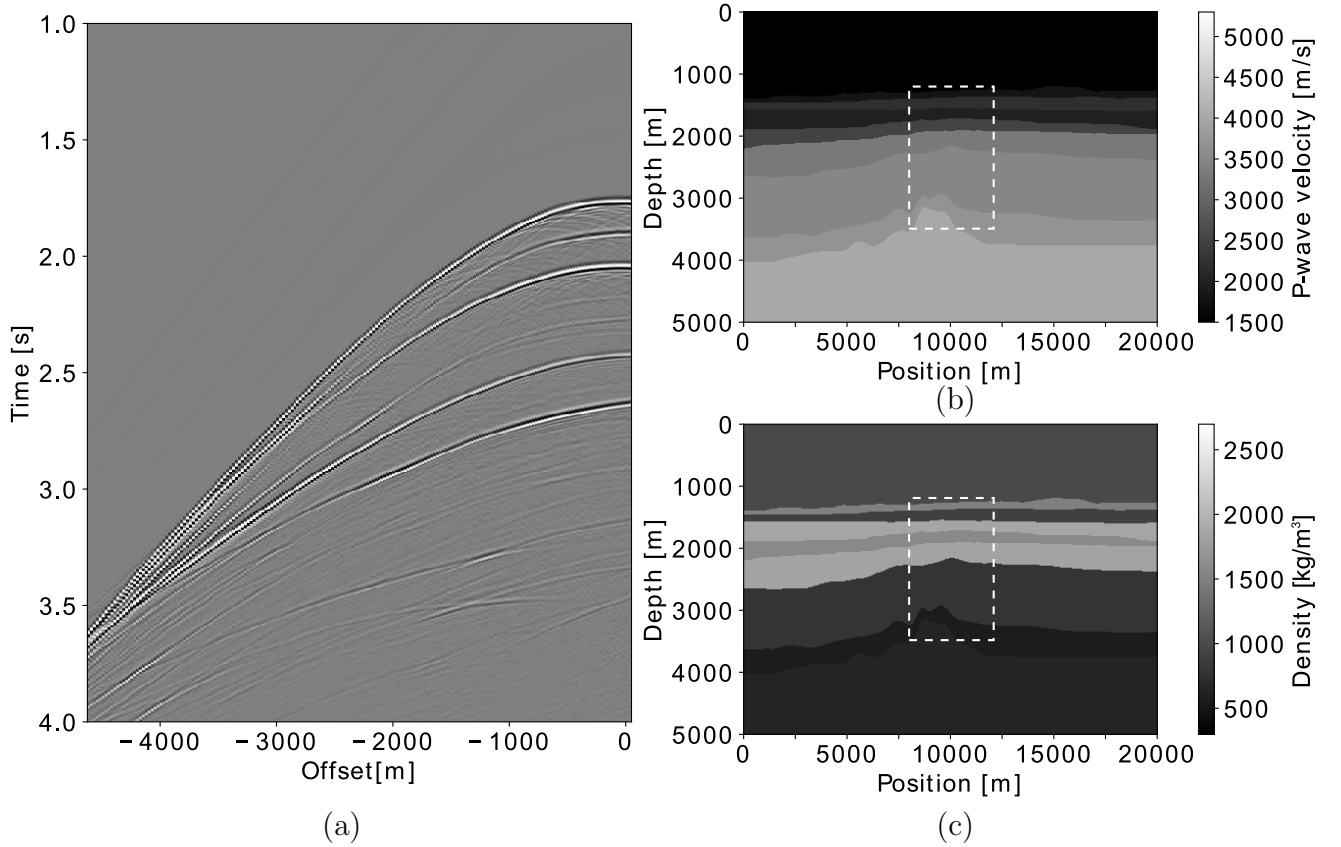 1.0
1.5
2.0
2.5
3.0
3.5
4.0
Time [s]
−4000 −3000 −2000 −1000 0
Offset[m]
(a)
0
1000
2000
3000
4000
5000
Depth [m]
0 5000 10000 15000 20000
Position [m]
(b)
5000
4500
4000
3500
3000
2500
2000
1500
P-wave velocity [m/s]
0
1000
2000
3000
4000
5000
Depth [m]
0 5000 10000 15000 20000
Position [m]
(c)
2500
2000
1500
1000
500
Density [kg/m³]